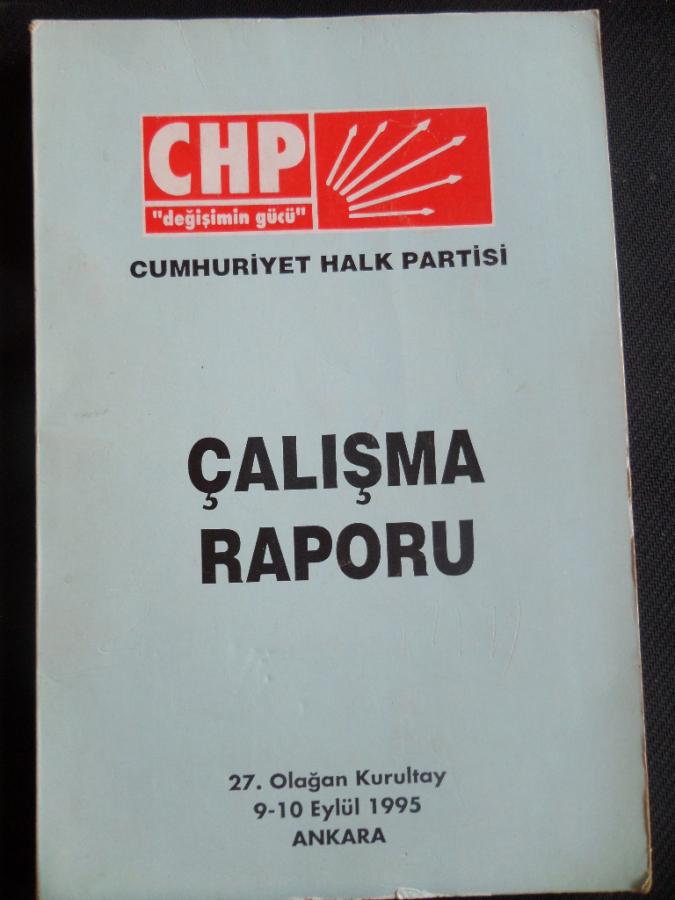 CHP
"değişimin gücü"
CUMHURİYET HALK PARTİSİ
ÇALIŞMA
RAPORU
27. Olağan Kurultay
9-10 Eylül 1995
ANKARA